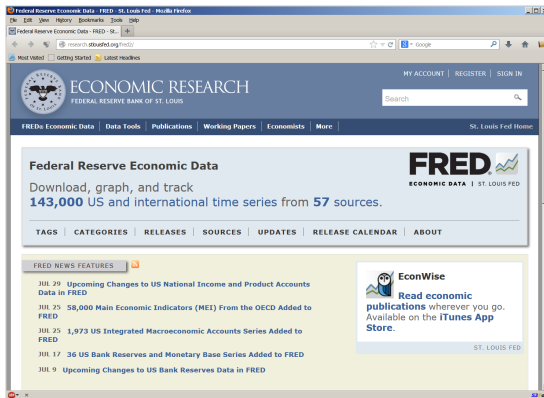 Federal Reserve Economic Data - FRED - St. Louis Fed - Mozilla Firefox
File Edit View History Bookmarks Tools Help
Federal Reserve Economic Data - FRED - St... +
research.stlouisfed.org/fred2/
Google
Most Visited Getting Started Latest Headlines
MY ACCOUNT | REGISTER | SIGN IN
ECONOMIC RESEARCH
FEDERAL RESERVE BANK OF ST. LOUIS
Search
FRED® Economic Data | Data Tools | Publications | Working Papers | Economists | More | St. Louis Fed Home
Federal Reserve Economic Data
FRED
ECONOMIC DATA | ST. LOUIS FED
Download, graph, and track
143,000 US and international time series from 57 sources.
TAGS | CATEGORIES | RELEASES | SOURCES | UPDATES | RELEASE CALENDAR | ABOUT
FRED NEWS FEATURES
JUL 29 Upcoming Changes to US National Income and Product Accounts
Data in FRED
JUL 25 58,000 Main Economic Indicators (MEI) From the OECD Added to
FRED
JUL 25 1,973 US Integrated Macroeconomic Accounts Series Added to
FRED
JUL 17 36 US Bank Reserves and Monetary Base Series Added to FRED
JUL 9 Upcoming Changes to US Bank Reserves Data in FRED
EconWise
Read economic
publications wherever you go.
Available on the iTunes App
Store.
ST. LOUIS FED